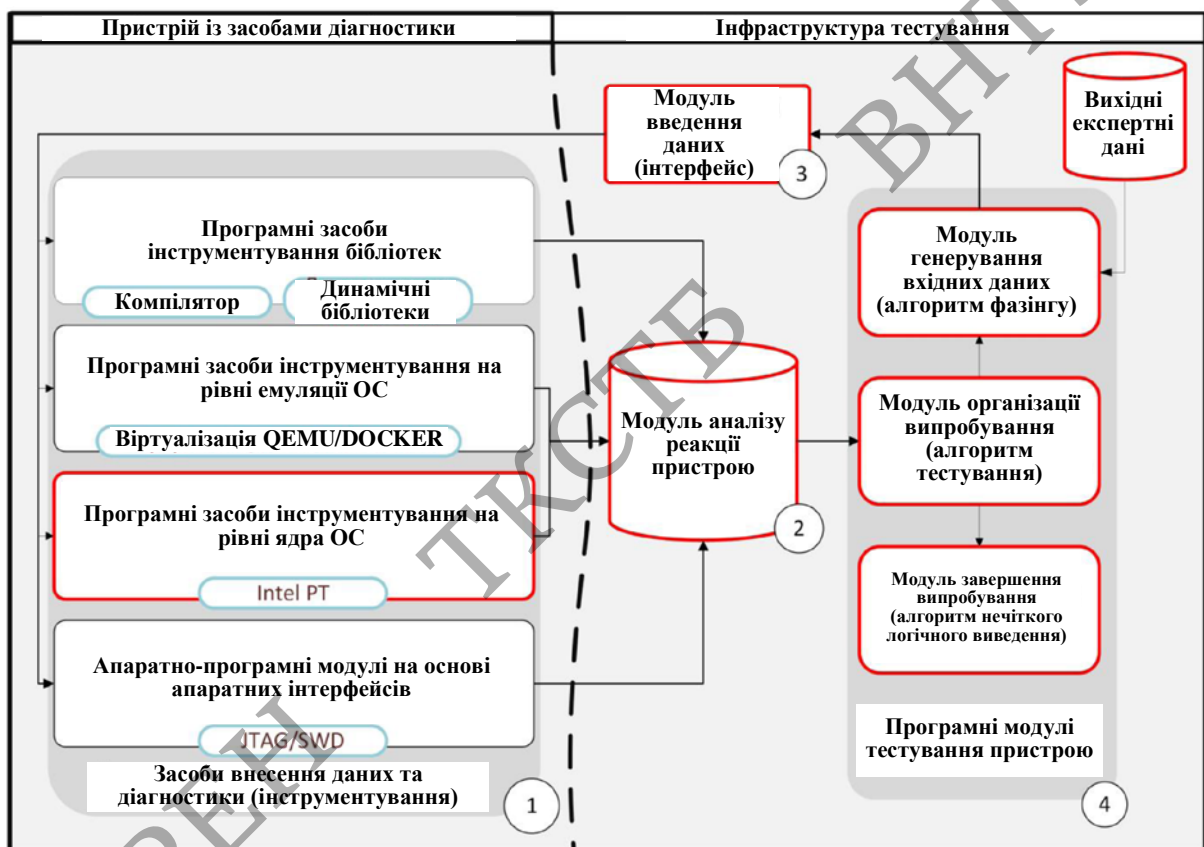 Пристрій із засобами діагностики
Інфраструктура тестування
Модуль
введення
даних
(інтерфейс)
3
Вихідні
експертні
дані
Програмні засоби
інструментування бібліотек
Компілятор
Динамічні
бібліотеки
Програмні засоби інструментування на
рівні емуляції ОС
Віртуалізація QEMU/DOCKER
Програмні засоби інструментування на
рівні ядра ОС
Intel PT
Апаратно-програмні модулі на основі
апаратних інтерфейсів
JTAG/SWD
Засоби внесення даних та
діагностики (інструментування)
1
Модуль аналізу
реакції
пристрою
2
Модуль
генерування
вхідних даних
(алгоритм фазінгу)
Модуль організації
випробування
(алгоритм
тестування)
Модуль завершення
випробування
(алгоритм нечіткого
логічного виведення)
Програмні модулі
тестування пристрою
4
ТКСТБ
ВНТ
РЕН